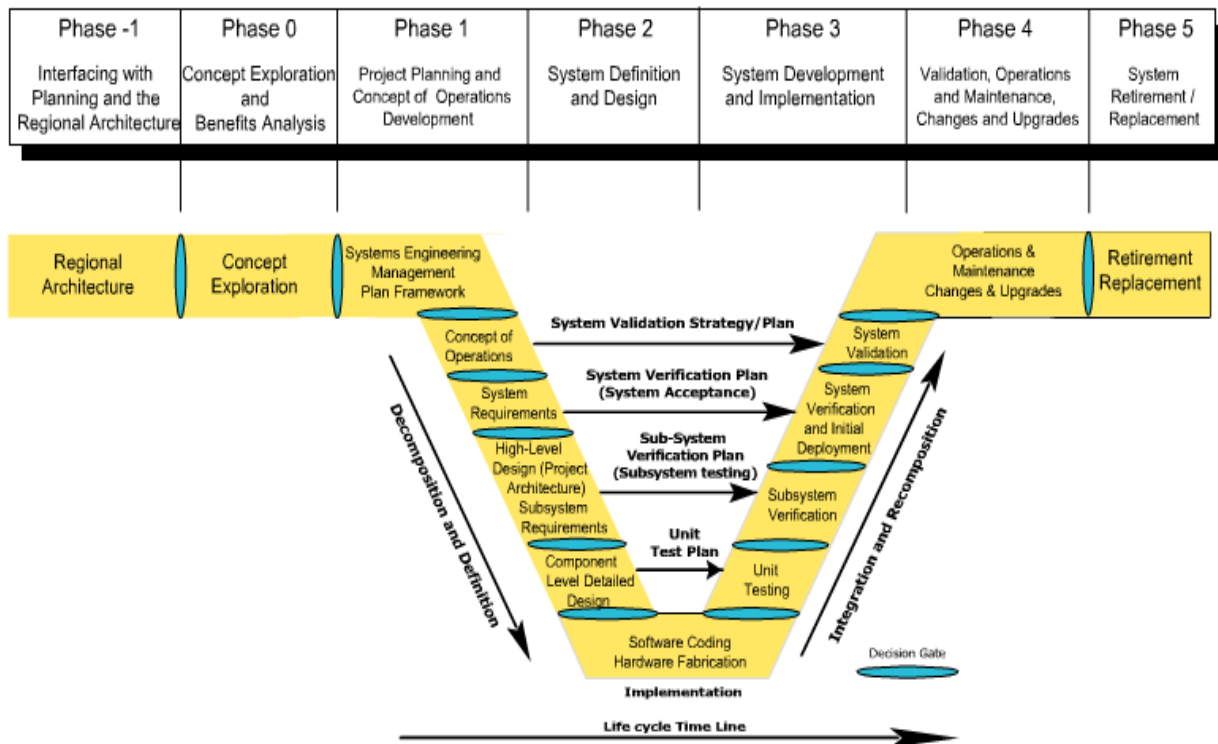 Phase -1
Interfacing with
Planning and the
Regional Architecture
Phase 0
Concept Exploration
and
Benefits Analysis
Phase 1
Project Planning and
Concept of Operations
Development
Phase 2
System Definition
and Design
Phase 3
System Development
and Implementation
Phase 4
Validation, Operations
and Maintenance,
Changes and Upgrades
Phase 5
System
Retirement /
Replacement
Regional
Architecture
Concept
Exploration
Systems Engineering
Management
Plan Framework
Concept of
Operations
System
Requirements
High-Level
Design (Project
Architecture)
Subsystem
Requirements
Component
Level Detailed
Design
Software Coding
Hardware Fabrication
Implementation
Unit
Testing
Subsystem
Verification
System
Verification
and Initial
Deployment
System
Validation
Operations &
Maintenance
Changes & Upgrades
Retirement
Replacement
System Validation Strategy/Plan
System Verification Plan
(System Acceptance)
Sub-System
Verification Plan
(Subsystem testing)
Unit
Test Plan
Decomposition and Definition
Integration and Recomposition
Decision Gate
Life cycle Time Line